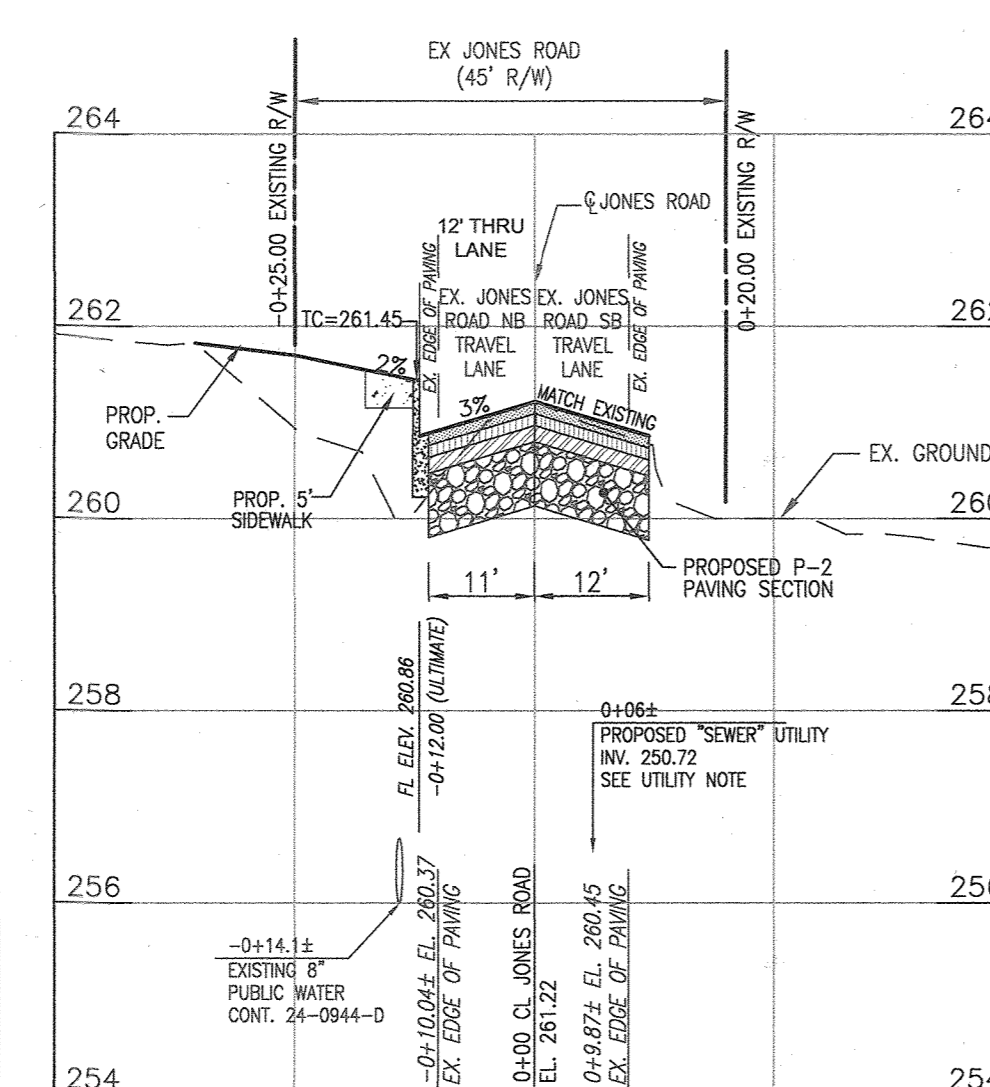 EX JONES ROAD
(45' R/W)
264
264
-0+25.00 EXISTING R/W
0+20.00 EXISTING R/W
℄ JONES ROAD
12' THRU
LANE
EX. EDGE OF PAVING
EX. EDGE OF PAVING
262
262
TC=261.45
EX. JONES
ROAD NB
TRAVEL
LANE
EX. JONES
ROAD SB
TRAVEL
LANE
2%
3%
MATCH EXISTING
PROP.
GRADE
EX. GROUND
PROP. 5'
SIDEWALK
260
260
11'
12'
PROPOSED P-2
PAVING SECTION
FL ELEV. 260.86
-0+12.00 (ULTIMATE)
258
258
0+06±
PROPOSED "SEWER" UTILITY
INV. 250.72
SEE UTILITY NOTE
256
256
-0+14.1±
EXISTING 8"
PUBLIC WATER
CONT. 24-0944-D
-0+10.04± EL. 260.37
EX. EDGE OF PAVING
0+00 CL JONES ROAD
EL. 261.22
0+9.87± EL. 260.45
EX. EDGE OF PAVING
254
254